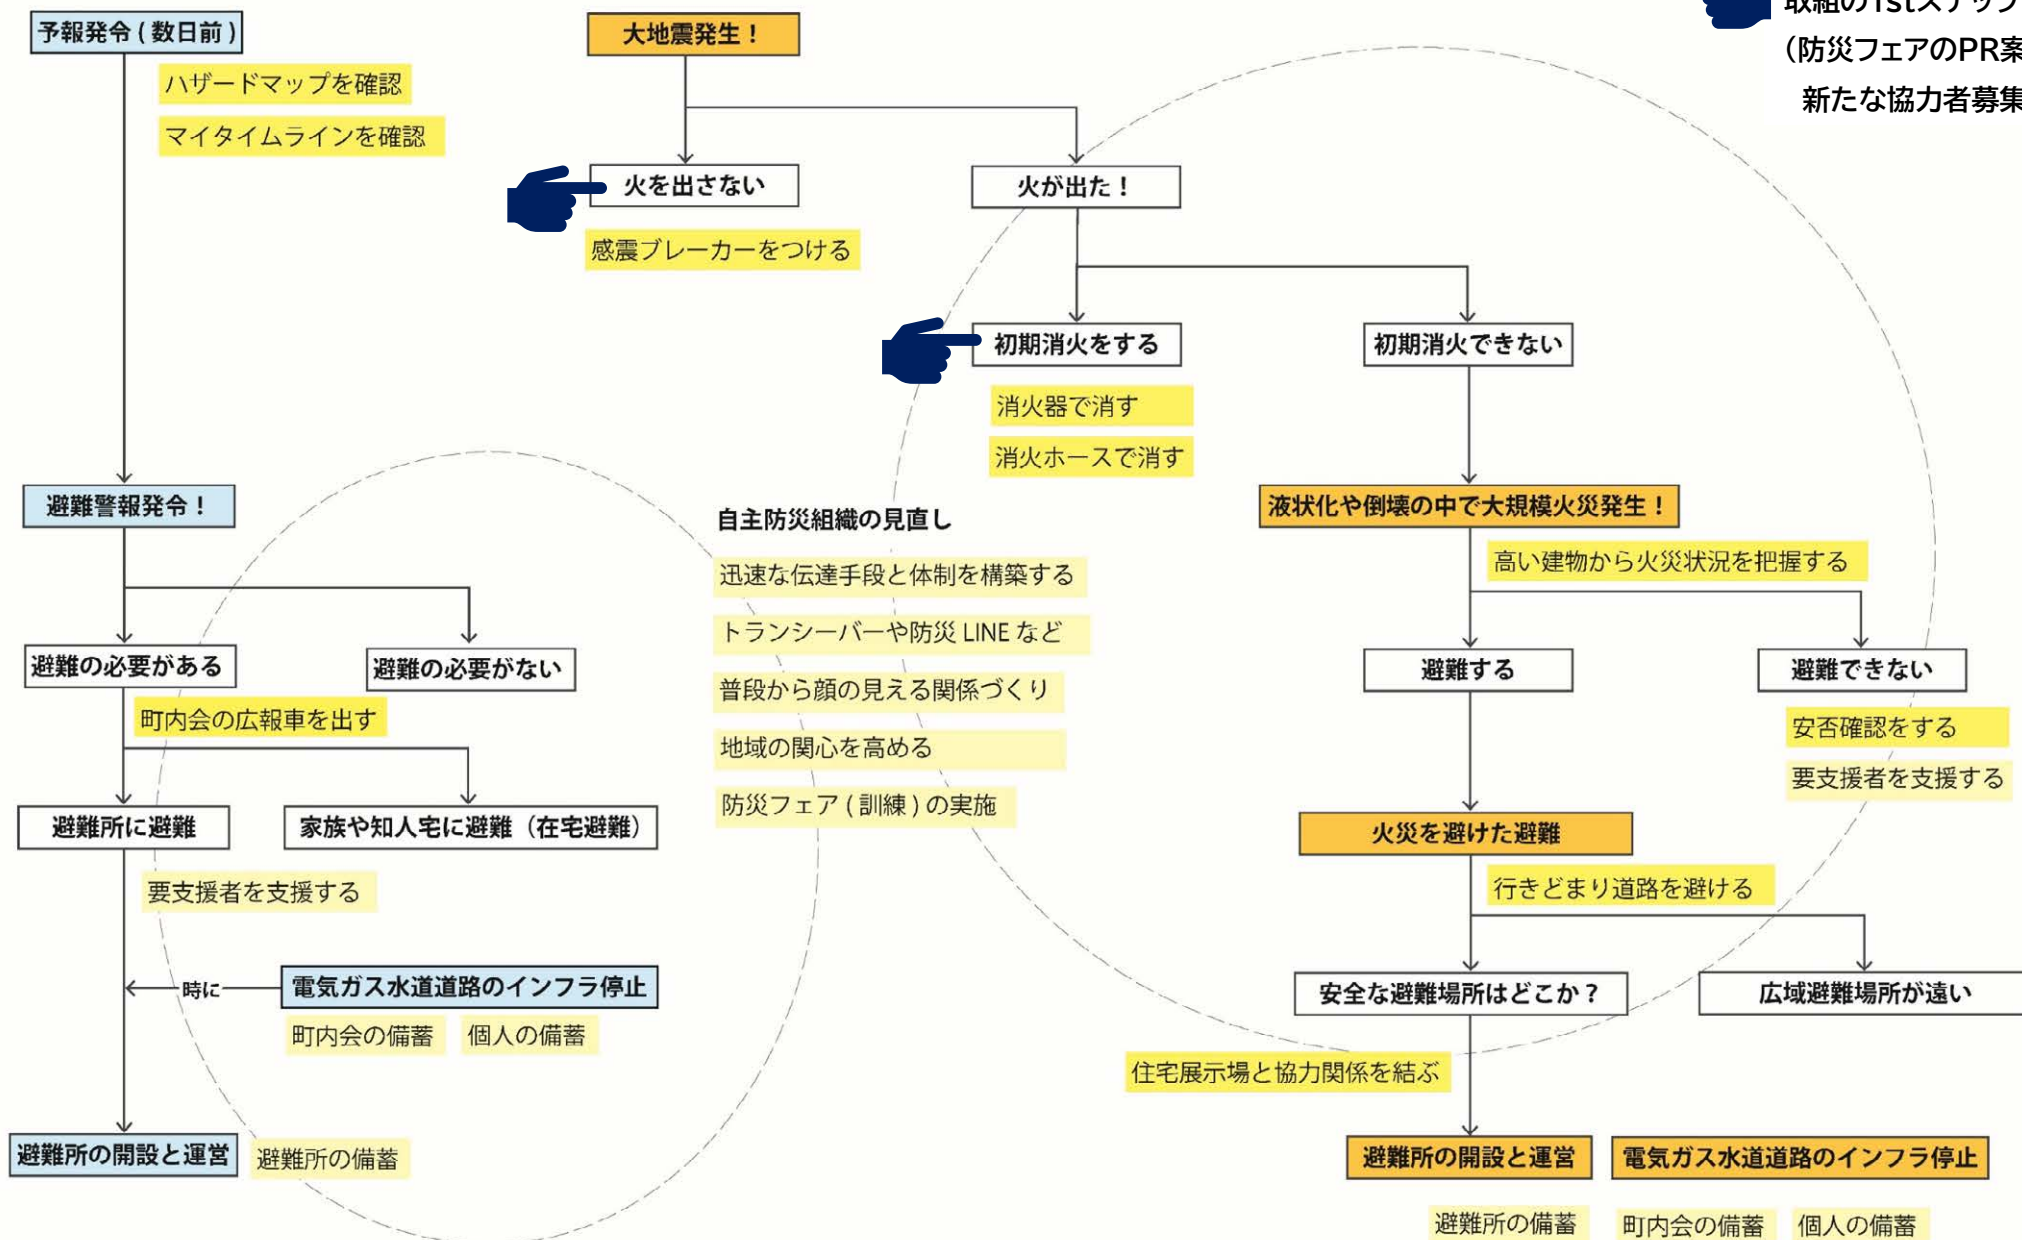 予報発令 ( 数日前 )
ハザードマップを確認
マイタイムラインを確認
避難警報発令！
避難の必要がある
避難の必要がない
町内会の広報車を出す
避難所に避難
家族や知人宅に避難（在宅避難）
要支援者を支援する
時に
電気ガス水道道路のインフラ停止
町内会の備蓄
個人の備蓄
避難所の開設と運営
避難所の備蓄
自主防災組織の見直し
迅速な伝達手段と体制を構築する
トランシーバーや防災 LINE など
普段から顔の見える関係づくり
地域の関心を高める
防災フェア ( 訓練 ) の実施
大地震発生！
火を出さない
感震ブレーカーをつける
火が出た！
初期消火をする
消火器で消す
消火ホースで消す
初期消火できない
液状化や倒壊の中で大規模火災発生！
高い建物から火災状況を把握する
避難する
避難できない
安否確認をする
要支援者を支援する
火災を避けた避難
行きどまり道路を避ける
安全な避難場所はどこか？
広域避難場所が遠い
住宅展示場と協力関係を結ぶ
避難所の開設と運営
電気ガス水道道路のインフラ停止
避難所の備蓄
町内会の備蓄
個人の備蓄
取組の1stステップ
（防災フェアのPR案
新たな協力者募集